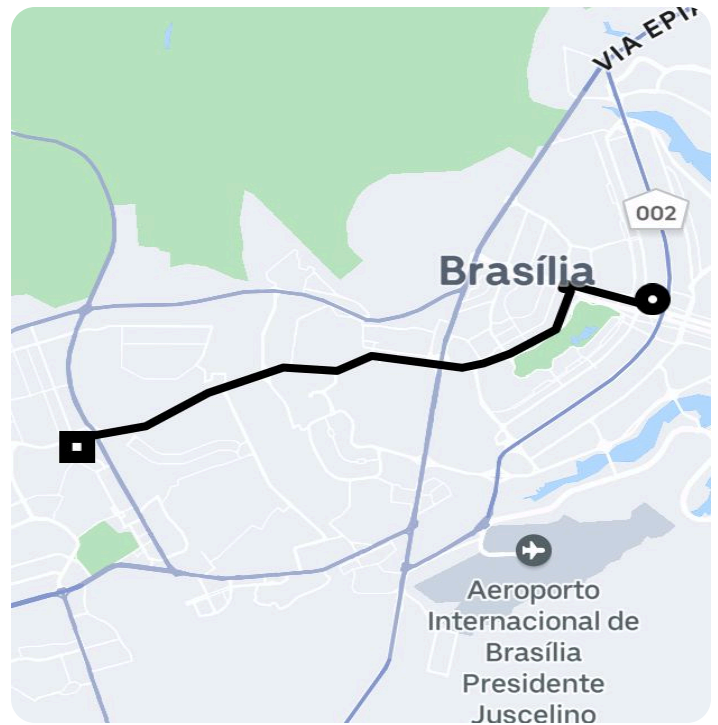 VIA EPIA
002
Brasília
Aeroporto
Internacional de
Brasília
Presidente
Juscelino